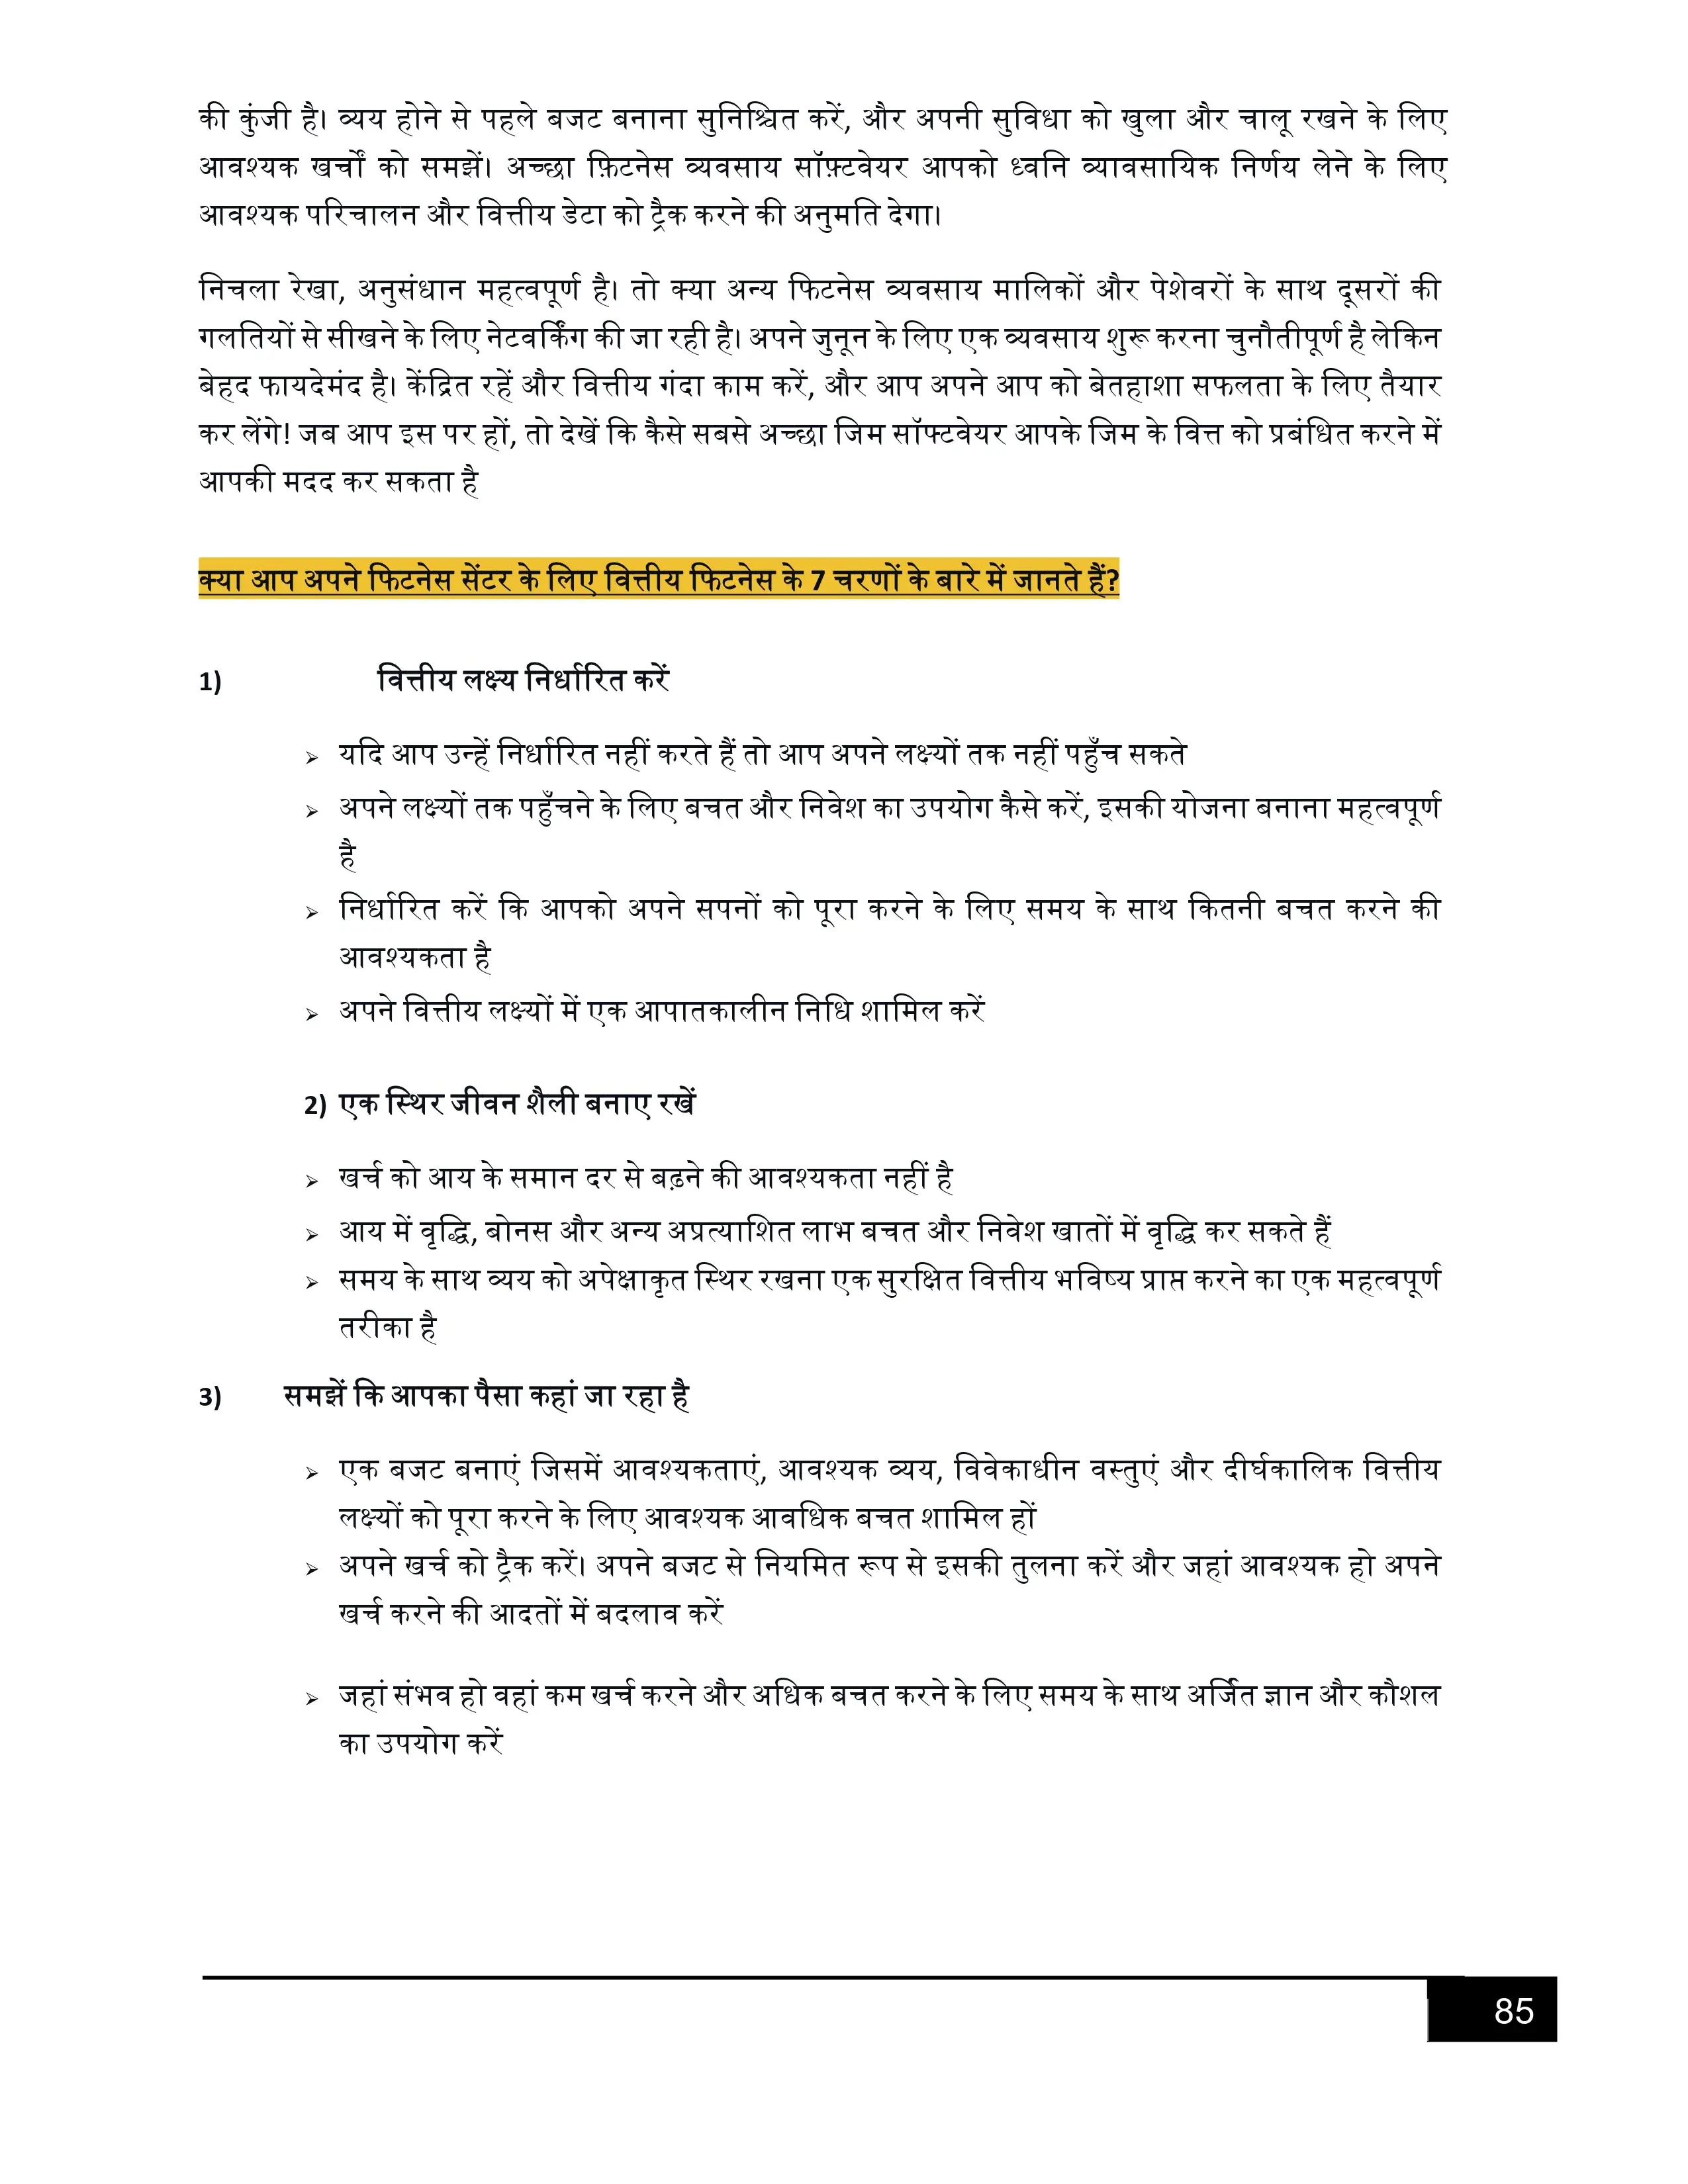 की कुंजी है। व्यय होने से पहले बजट बनाना सुनिश्चित करें, और अपनी सुविधा को खुला और चालू रखने के लिए
आवश्यक खर्चों को समझें। अच्छा फ़िटनेस व्यवसाय सॉफ़्टवेयर आपको ध्वनि व्यावसायिक निर्णय लेने के लिए
आवश्यक परिचालन और वित्तीय डेटा को ट्रैक करने की अनुमति देगा।
निचला रेखा, अनुसंधान महत्वपूर्ण है। तो क्या अन्य फिटनेस व्यवसाय मालिकों और पेशेवरों के साथ दूसरों की
गलतियों से सीखने के लिए नेटवर्किंग की जा रही है। अपने जुनून के लिए एक व्यवसाय शुरू करना चुनौतीपूर्ण है लेकिन
बेहद फायदेमंद है। केंद्रित रहें और वित्तीय गंदा काम करें, और आप अपने आप को बेतहाशा सफलता के लिए तैयार
कर लेंगे! जब आप इस पर हों, तो देखें कि कैसे सबसे अच्छा जिम सॉफ्टवेयर आपके जिम के वित्त को प्रबंधित करने में
आपकी मदद कर सकता है
क्या आप अपने फिटनेस सेंटर के लिए वित्तीय फिटनेस के 7 चरणों के बारे में जानते हैं?
1) वित्तीय लक्ष्य निर्धारित करें
➢ यदि आप उन्हें निर्धारित नहीं करते हैं तो आप अपने लक्ष्यों तक नहीं पहुँच सकते
➢ अपने लक्ष्यों तक पहुँचने के लिए बचत और निवेश का उपयोग कैसे करें, इसकी योजना बनाना महत्वपूर्ण
है
➢ निर्धारित करें कि आपको अपने सपनों को पूरा करने के लिए समय के साथ कितनी बचत करने की
आवश्यकता है
➢ अपने वित्तीय लक्ष्यों में एक आपातकालीन निधि शामिल करें
2) एक स्थिर जीवन शैली बनाए रखें
➢ खर्च को आय के समान दर से बढ़ने की आवश्यकता नहीं है
➢ आय में वृद्धि, बोनस और अन्य अप्रत्याशित लाभ बचत और निवेश खातों में वृद्धि कर सकते हैं
➢ समय के साथ व्यय को अपेक्षाकृत स्थिर रखना एक सुरक्षित वित्तीय भविष्य प्राप्त करने का एक महत्वपूर्ण
तरीका है
3) समझें कि आपका पैसा कहां जा रहा है
➢ एक बजट बनाएं जिसमें आवश्यकताएं, आवश्यक व्यय, विवेकाधीन वस्तुएं और दीर्घकालिक वित्तीय
लक्ष्यों को पूरा करने के लिए आवश्यक आवधिक बचत शामिल हों
➢ अपने खर्च को ट्रैक करें। अपने बजट से नियमित रूप से इसकी तुलना करें और जहां आवश्यक हो अपने
खर्च करने की आदतों में बदलाव करें
➢ जहां संभव हो वहां कम खर्च करने और अधिक बचत करने के लिए समय के साथ अर्जित ज्ञान और कौशल
का उपयोग करें
85